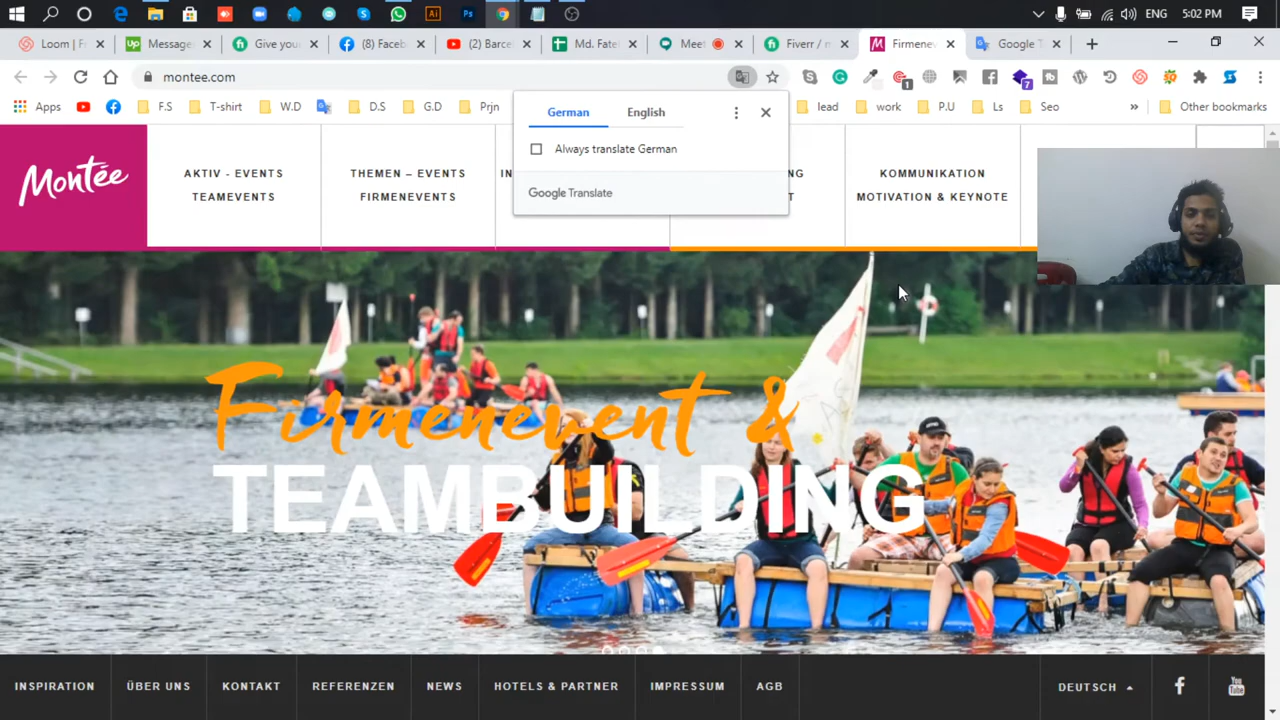 ENG 5:02 PM
Loom | F
Message
Give you
(8) Faceb
(2) Barce
Md. Fate
Meet
Fiverr / n
Firmene
Google T
montee.com
Apps
F.S
T-shirt
W.D
D.S
G.D
Prjn
lead
work
P.U
Ls
Seo
Other bookmarks
German
English
Always translate German
Google Translate
Montée
AKTIV - EVENTS
TEAMEVENTS
THEMEN – EVENTS
FIRMENEVENTS
KOMMUNIKATION
MOTIVATION & KEYNOTE
Firmenevent &
TEAMBUILDING
INSPIRATION
ÜBER UNS
KONTAKT
REFERENZEN
NEWS
HOTELS & PARTNER
IMPRESSUM
AGB
DEUTSCH
You Tube